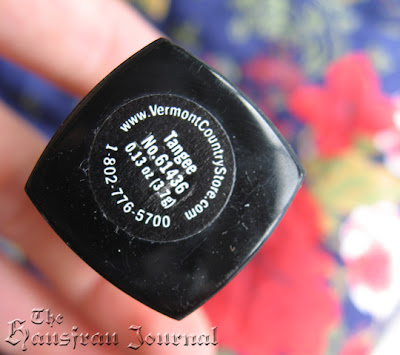 www.VermontCountryStore.com
Tangee
No.61436
0.13 oz (3.7g)
1-802-776-5700
The
Hausfrau Journal